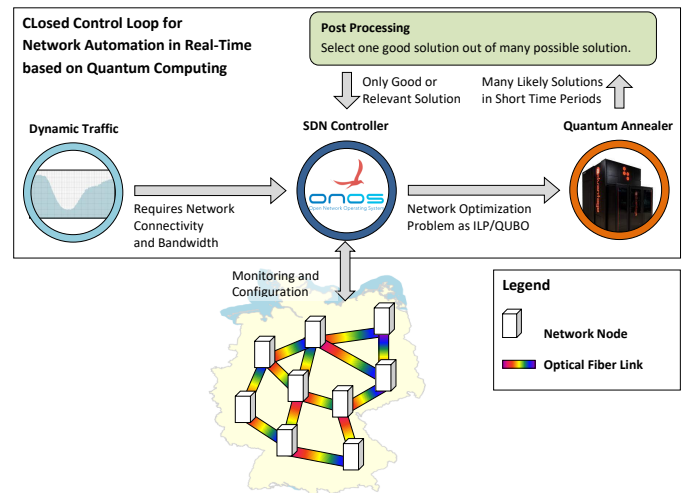 CLosed Control Loop for
Network Automation in Real-Time
based on Quantum Computing
Post Processing
Select one good solution out of many possible solution.
Only Good or
Relevant Solution
Many Likely Solutions
in Short Time Periods
Dynamic Traffic
SDN Controller
Quantum Annealer
onos
Open Network Operating System
Requires Network
Connectivity
and Bandwidth
Network Optimization
Problem as ILP/QUBO
Monitoring and
Configuration
Legend
Network Node
Optical Fiber Link